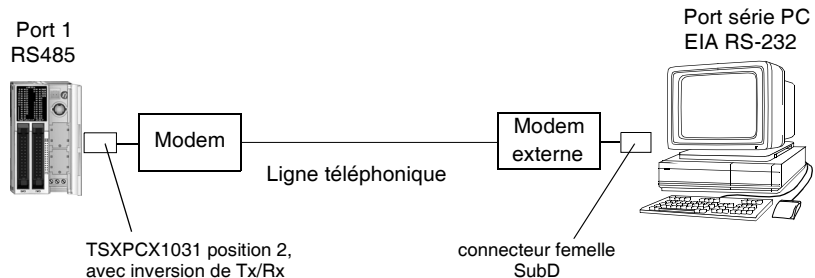 Port 1
RS485
Port série PC
EIA RS-232
Modem
Modem
externe
Ligne téléphonique
TSXPCX1031 position 2,
avec inversion de Tx/Rx
connecteur femelle
SubD